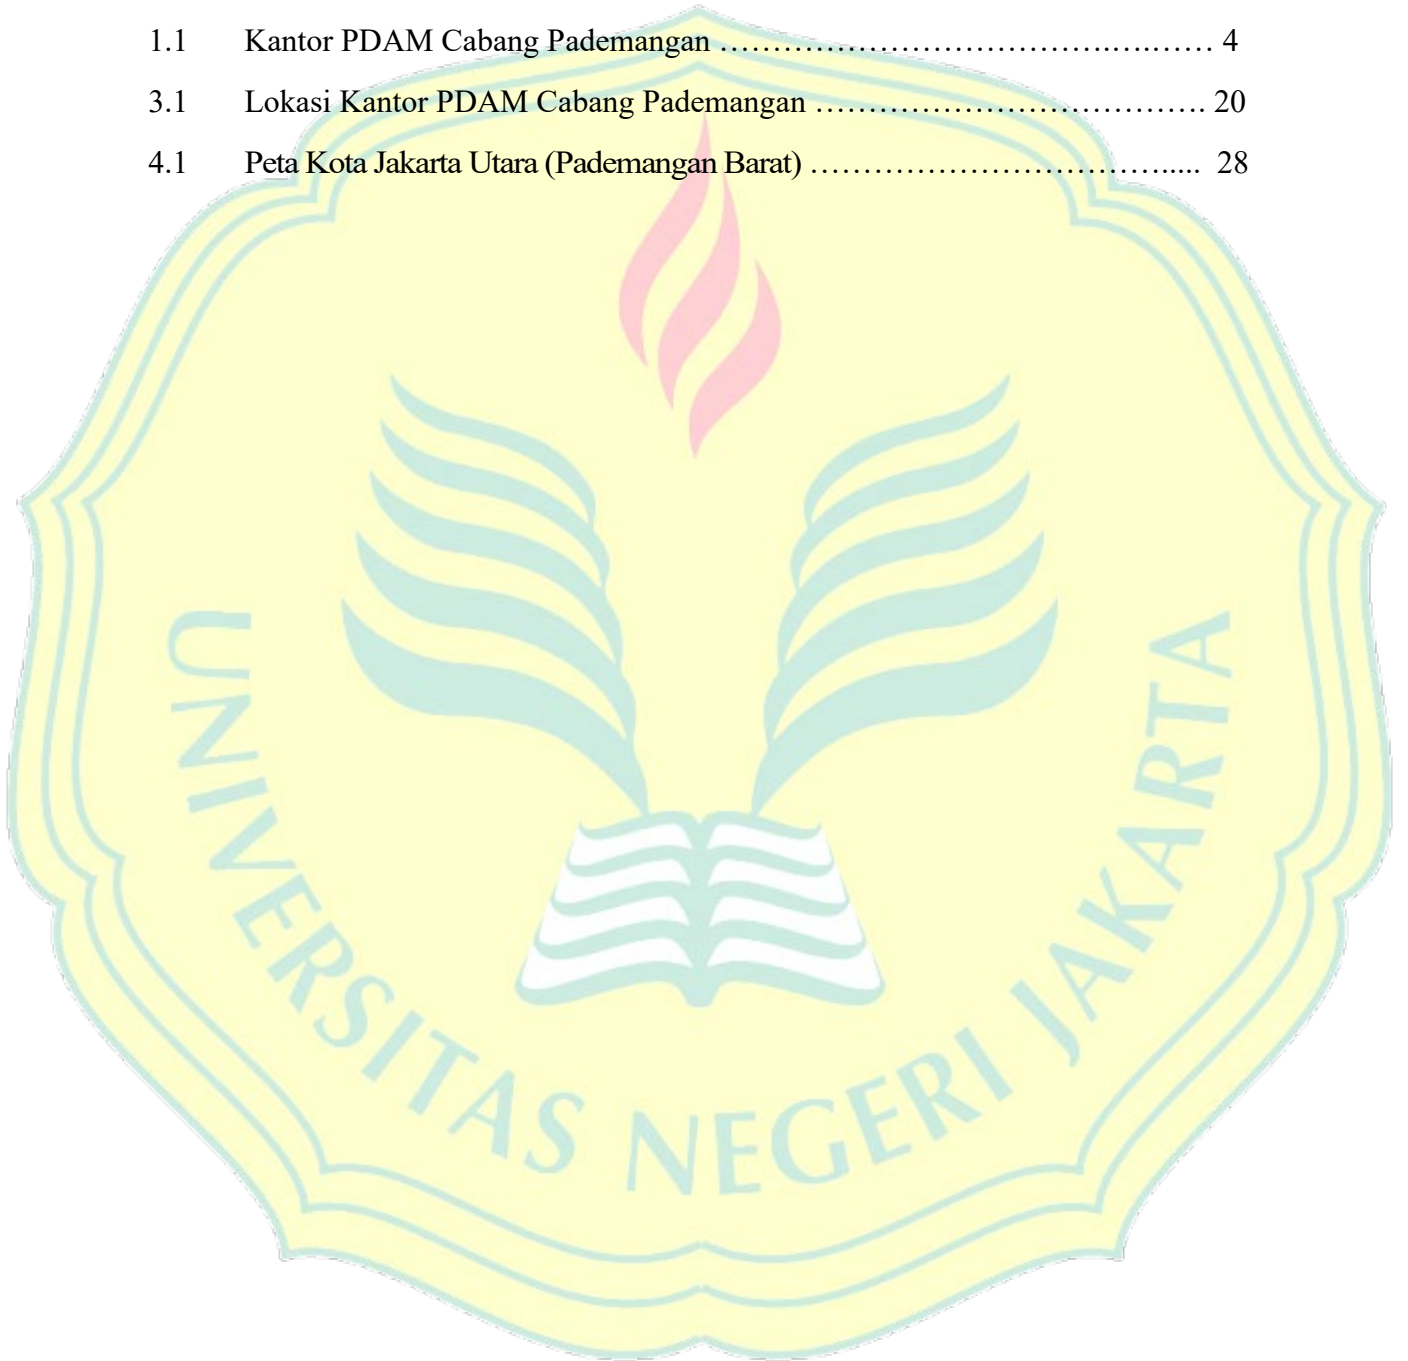 1.1 Kantor PDAM Cabang Pademangan ……………………………………….….…… 4
3.1 Lokasi Kantor PDAM Cabang Pademangan ………………………………. 20
4.1 Peta Kota Jakarta Utara (Pademangan Barat) ……………………………..... 28
UNIVERSITAS NEGERI JAKARTA